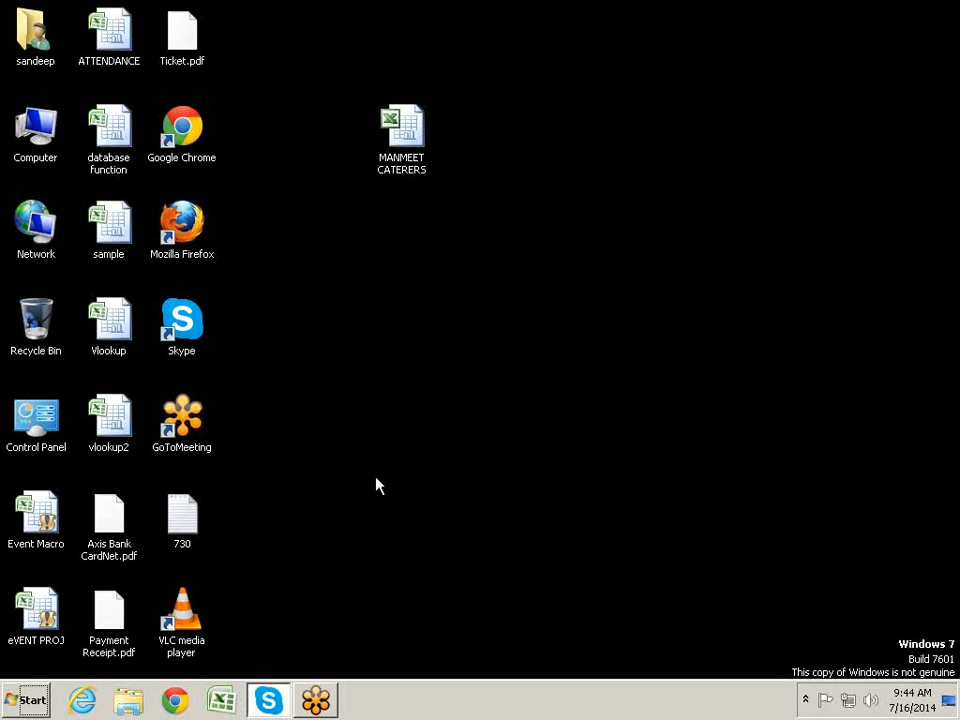 sandeep
ATTENDANCE
Ticket.pdf
Computer
database
function
Google Chrome
MANMEET
CATERERS
Network
sample
Mozilla Firefox
Recycle Bin
Vlookup
Skype
Control Panel
vlookup2
GoToMeeting
Event Macro
Axis Bank
CardNet.pdf
730
eVENT PROJ
Payment
Receipt.pdf
VLC media
player
Windows 7
Build 7601
This copy of Windows is not genuine
Start
9:44 AM
7/16/2014